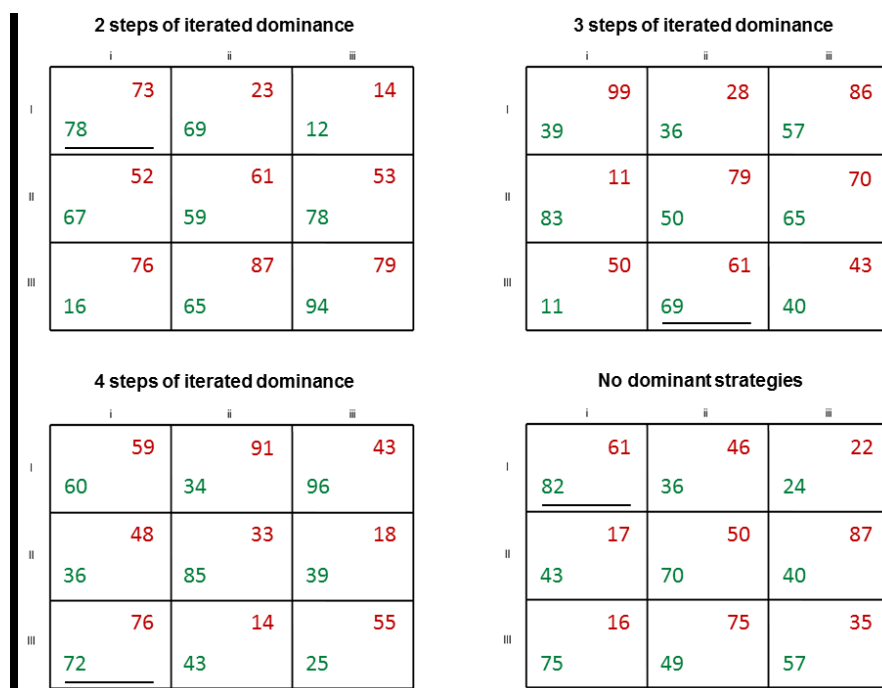 2 steps of iterated dominance
i ii iii
I 73 23 14
78 69 12
II 52 61 53
67 59 78
III 76 87 79
16 65 94
3 steps of iterated dominance
i ii iii
I 99 28 86
39 36 57
II 11 79 70
83 50 65
III 50 61 43
11 69 40
4 steps of iterated dominance
i ii iii
I 59 91 43
60 34 96
II 48 33 18
36 85 39
III 76 14 55
72 43 25
No dominant strategies
i ii iii
I 61 46 22
82 36 24
II 17 50 87
43 70 40
III 16 75 35
75 49 57